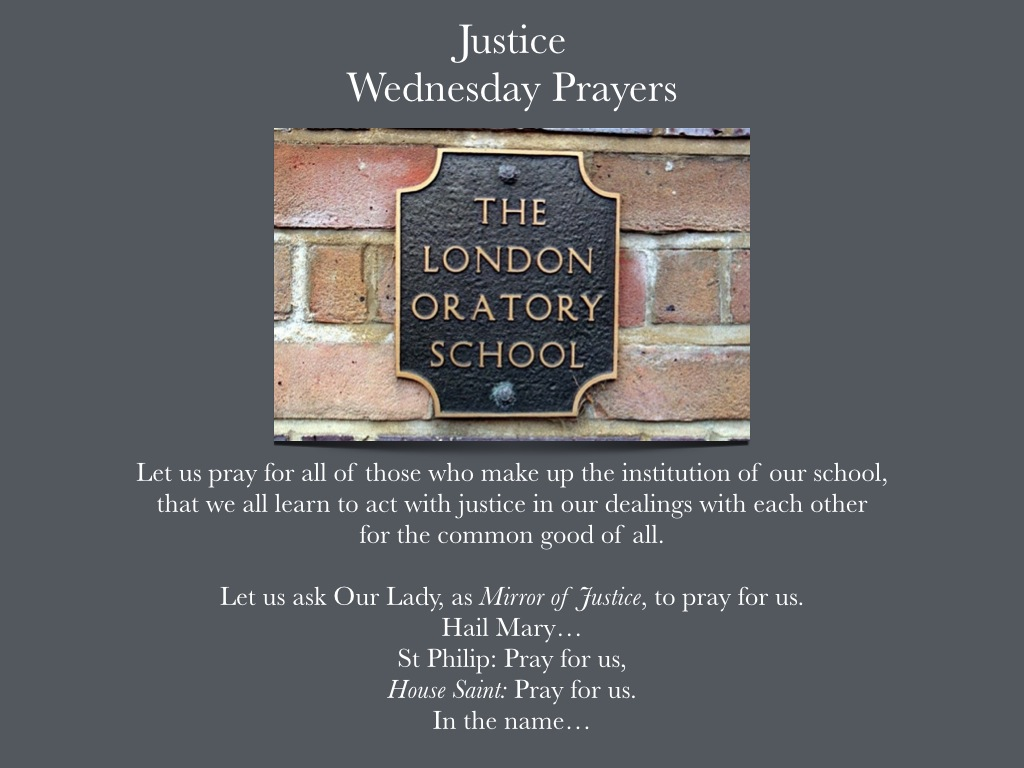 Justice
Wednesday Prayers
THE
LONDON
ORATORY
SCHOOL
Let us pray for all of those who make up the institution of our school,
that we all learn to act with justice in our dealings with each other
for the common good of all.
Let us ask Our Lady, as Mirror of Justice, to pray for us.
Hail Mary…
St Philip: Pray for us,
House Saint: Pray for us.
In the name…